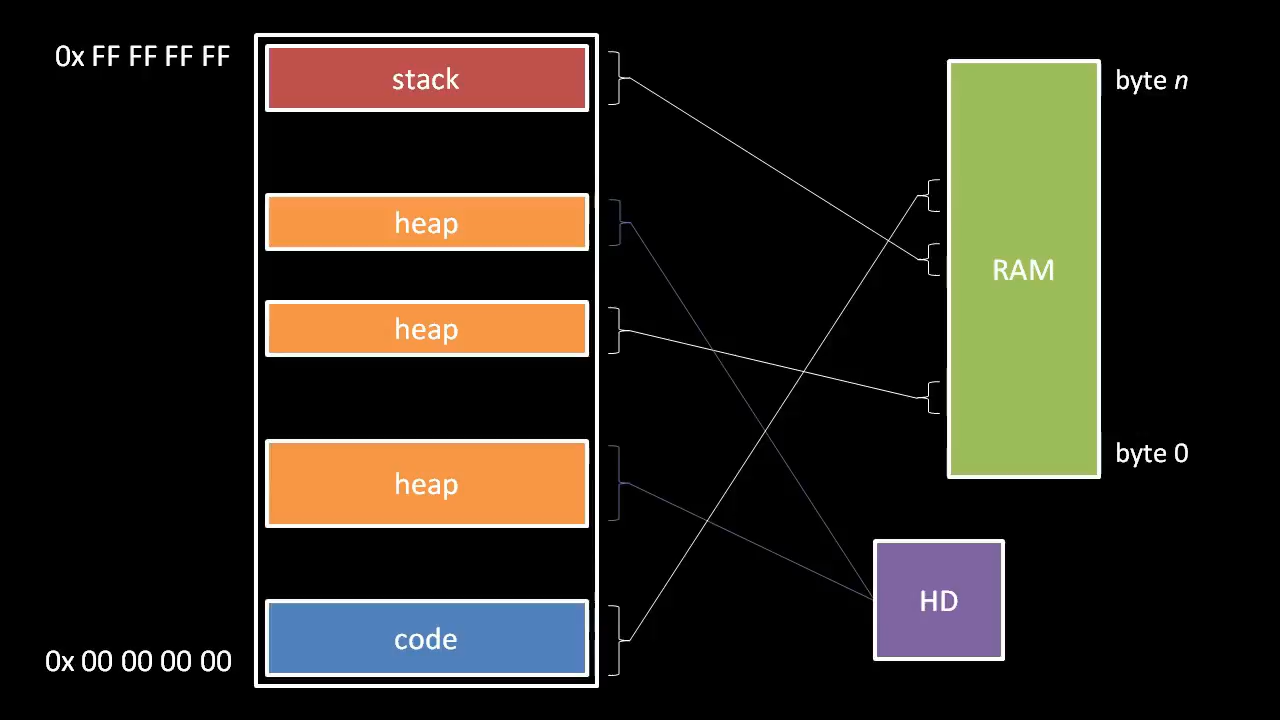 0x FF FF FF FF
stack
byte n
heap
RAM
heap
byte 0
heap
HD
code
0x 00 00 00 00